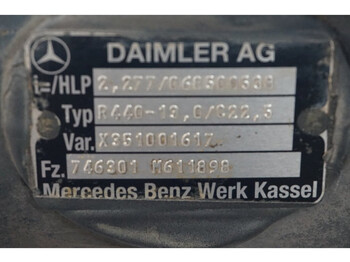 DAIMLER AG
i=/HLP 2,277/
Typ R440-13,0/C22,5
Var. X351001617
Fz. 746301 M611898
Mercedes Benz Werk Kassel